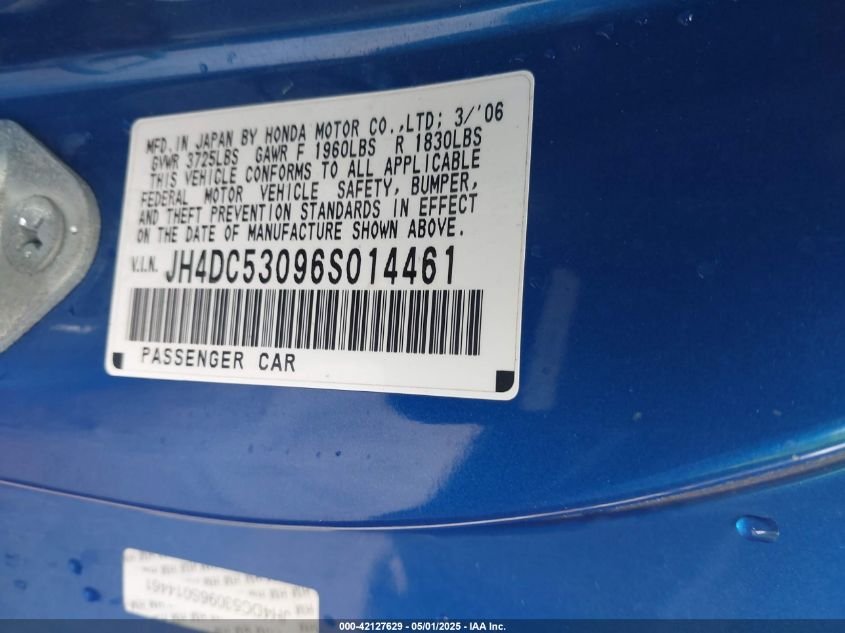 MFD. IN JAPAN BY HONDA MOTOR CO.,LTD; 3/'06
GVWR 3725LBS GAWR F 1960LBS R 1830LBS
THIS VEHICLE CONFORMS TO ALL APPLICABLE
FEDERAL MOTOR VEHICLE SAFETY, BUMPER,
AND THEFT PREVENTION STANDARDS IN EFFECT
ON THE DATE OF MANUFACTURE SHOWN ABOVE.
V.I.N. JH4DC53096S014461
PASSENGER CAR
JH4DC53096S014461
000-42127629 - 05/01/2025 - IAA Inc.